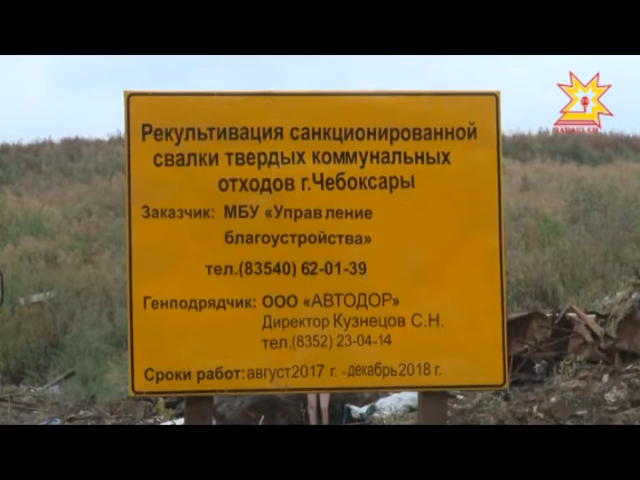 Рекультивация санкционированной
свалки твердых коммунальных
отходов г.Чебоксары
Заказчик: МБУ «Управление
благоустройства»
тел.(83540) 62-01-39
Генподрядчик: ООО «АВТОДОР»
Директор Кузнецов С.Н.
тел.(8352) 23-04-14
Сроки работ:август2017 г. -декабрь2018 г.